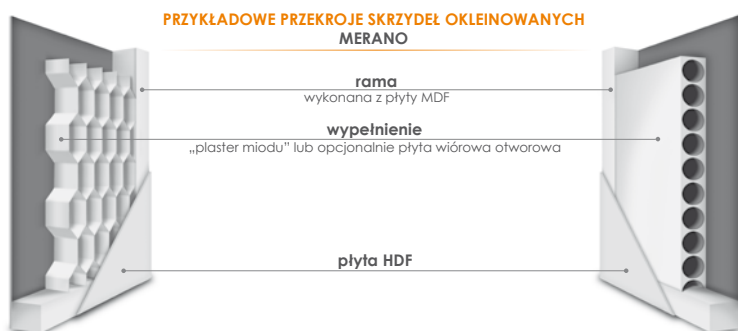 PRZYKŁADOWE PRZEKROJE SKRZYDEŁ OKLEINOWANYCH
MERANO
rama
wykonana z płyty MDF
wypełnienie
„plaster miodu” lub opcjonalnie płyta wiórowa otworowa
płyta HDF